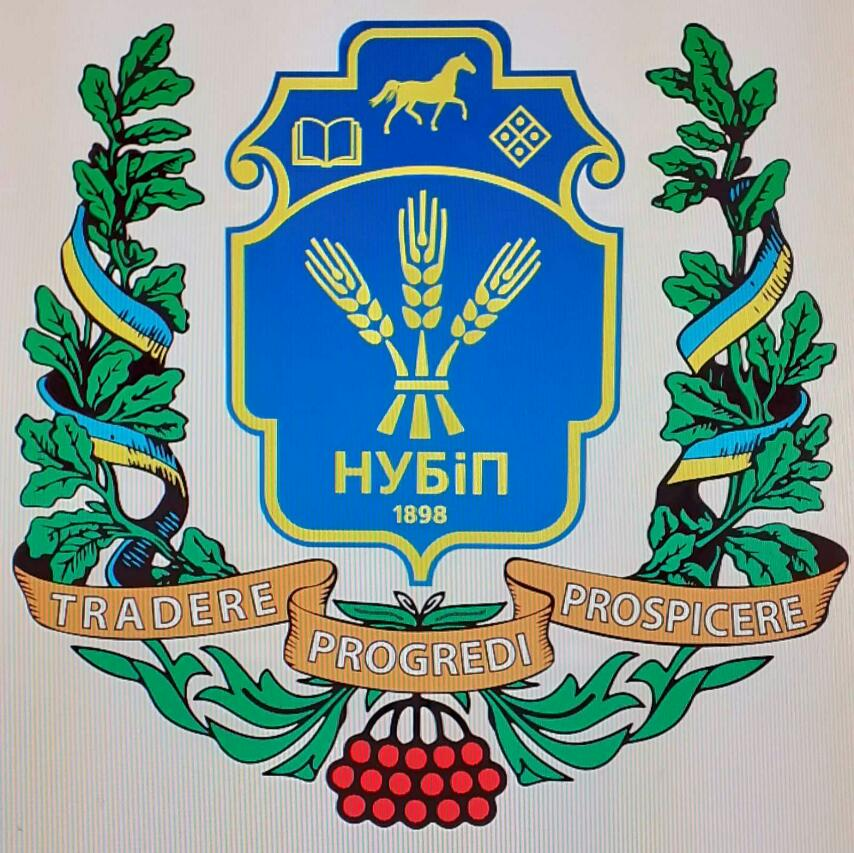 НУБіП
1898
TRADERE
PROGREDI
PROSPICERE